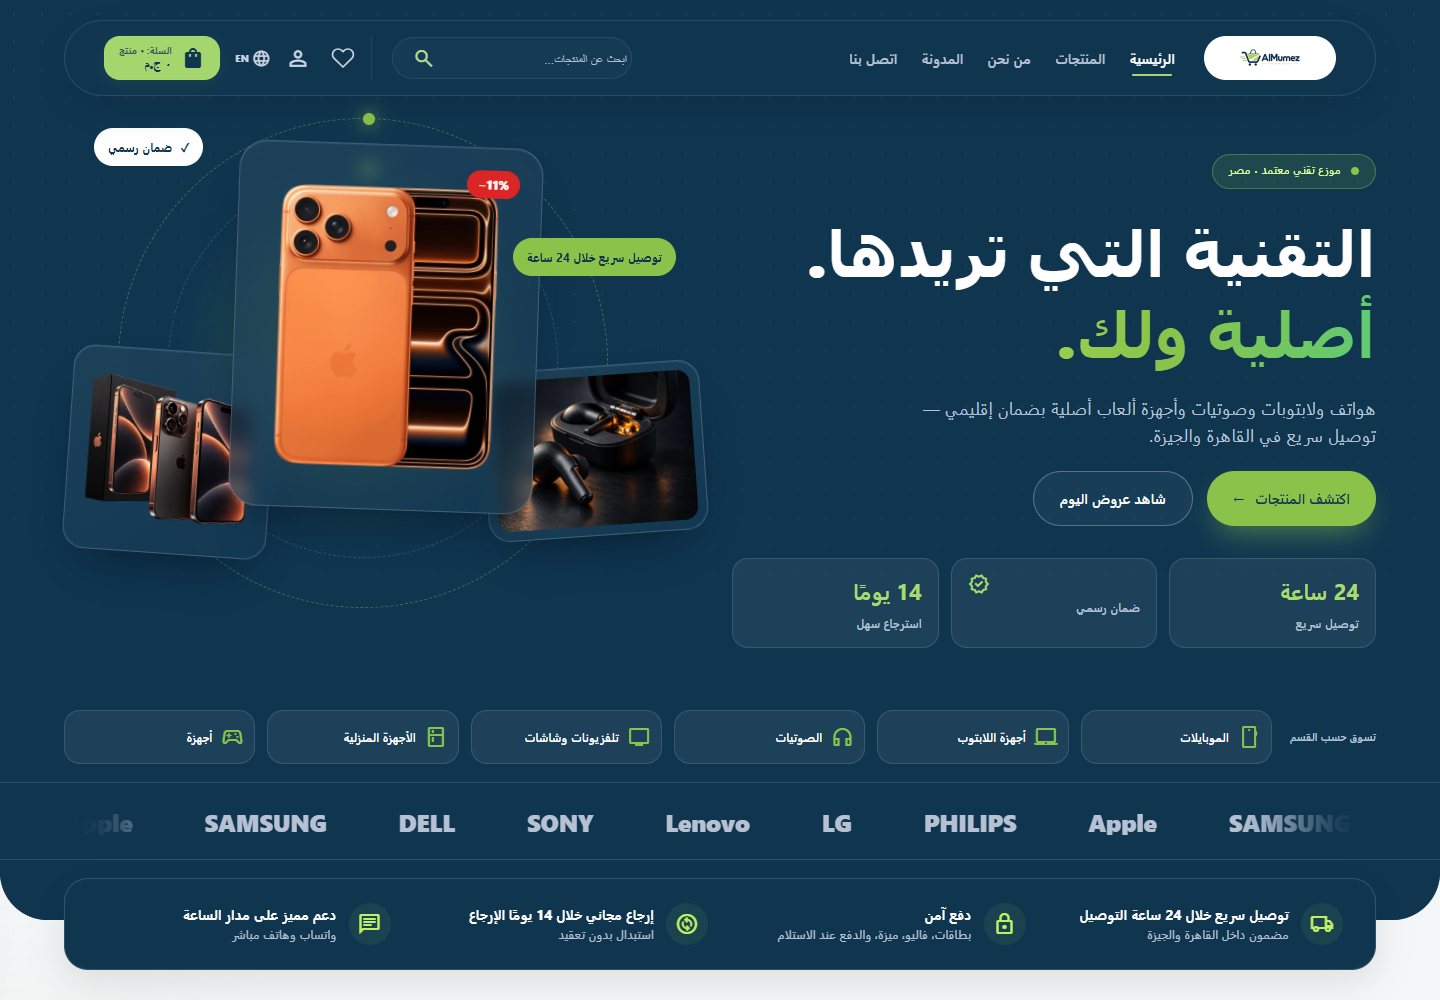 AlMumez
الرئيسية
المنتجات
من نحن
المدونة
اتصل بنا
ابحث عن المنتجات...
EN
السلة: ٠ منتج
٠ ج.م
موزع تقني معتمد · مصر
التقنية التي تريدها.
أصلية ولك.
هواتف ولابتوبات وصوتيات وأجهزة ألعاب أصلية بضمان إقليمي —
توصيل سريع في القاهرة والجيزة.
اكتشف المنتجات ←
شاهد عروض اليوم
24 ساعة
توصيل سريع
ضمان رسمي
14 يومًا
استرجاع سهل
✓ ضمان رسمي
-11%
توصيل سريع خلال 24 ساعة
تسوق حسب القسم
الموبايلات
أجهزة اللابتوب
الصوتيات
تلفزيونات وشاشات
الأجهزة المنزلية
أجهزة
pple
SAMSUNG
DELL
SONY
Lenovo
LG
PHILIPS
Apple
SAMSUNG
توصيل سريع خلال 24 ساعة التوصيل
مضمون داخل القاهرة والجيزة
دفع آمن
بطاقات، فاليو، ميزة، والدفع عند الاستلام
إرجاع مجاني خلال 14 يومًا الإرجاع
استبدال بدون تعقيد
دعم مميز على مدار الساعة
واتساب وهاتف مباشر